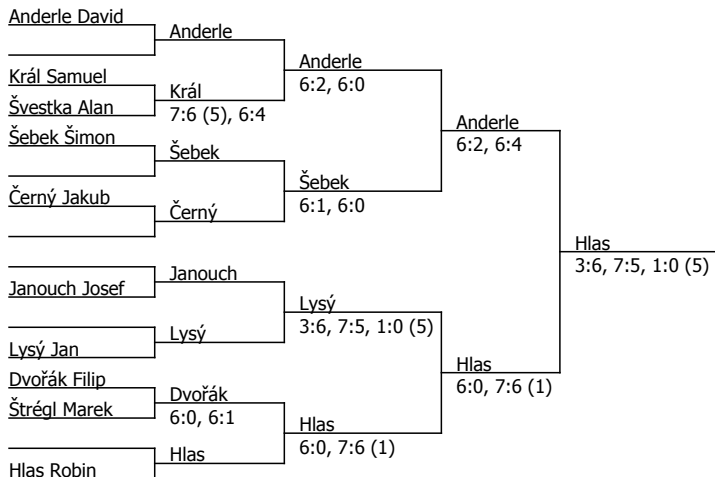 Anderle David
Anderle
Anderle
6:2, 6:0
Král Samuel
Král
7:6 (5), 6:4
Švestka Alan
Anderle
6:2, 6:4
Šebek Šimon
Šebek
Šebek
6:1, 6:0
Černý Jakub
Černý
Hlas
3:6, 7:5, 1:0 (5)
Janouch
Janouch Josef
Lysý
3:6, 7:5, 1:0 (5)
Lysý
Lysý Jan
Hlas
6:0, 7:6 (1)
Dvořák Filip
Dvořák
6:0, 6:1
Štrégl Marek
Hlas
6:0, 7:6 (1)
Hlas
Hlas Robin